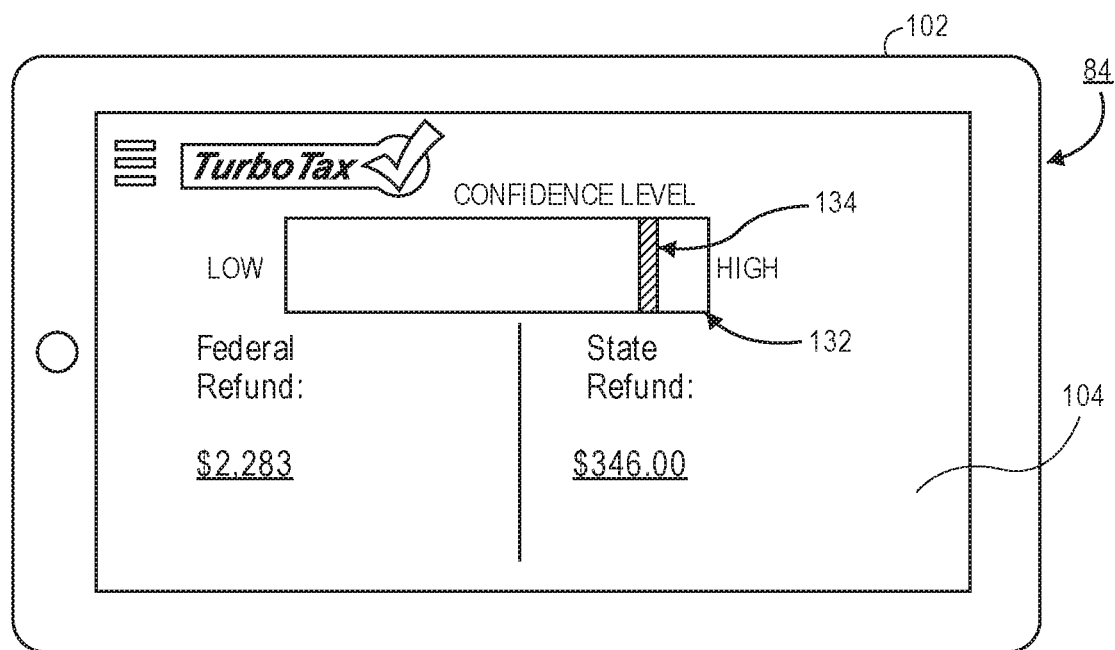 102
84
TurboTax
CONFIDENCE LEVEL
134
LOW
HIGH
132
Federal
Refund:
State
Refund:
104
$2,283
$346.00